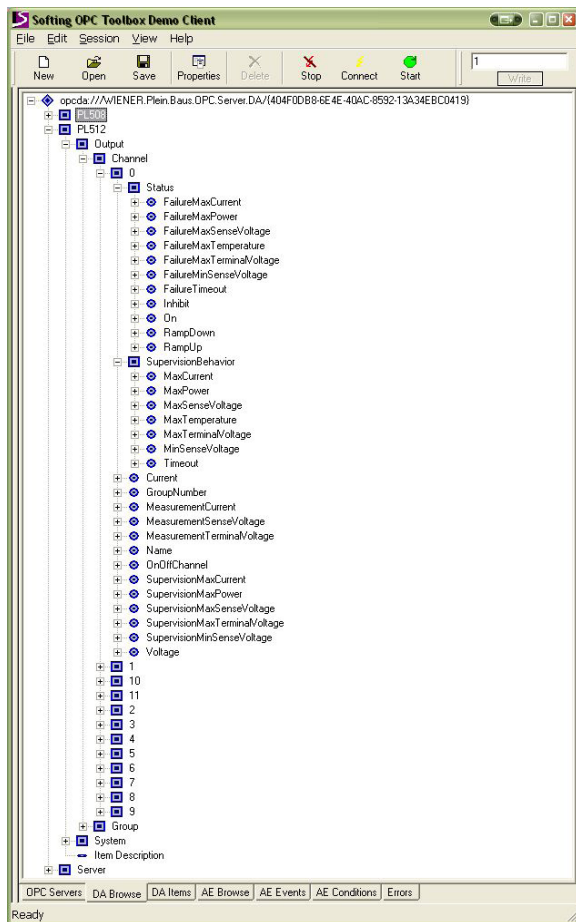 Softing OPC Toolbox Demo Client
File Edit Session View Help
New Open Save Properties Delete Stop Connect Start
1
Write
opcda:///WIENER.Plein.Baus.OPC.Server.DA/{404F0DB8-6E4E-40AC-8592-13A34EBC0419}
PL508
PL512
Output
Channel
0
Status
FailureMaxCurrent
FailureMaxPower
FailureMaxSenseVoltage
FailureMaxTemperature
FailureMaxTerminalVoltage
FailureMinSenseVoltage
FailureTimeout
Inhibit
On
RampDown
RampUp
SupervisionBehavior
MaxCurrent
MaxPower
MaxSenseVoltage
MaxTemperature
MaxTerminalVoltage
MinSenseVoltage
Timeout
Current
GroupNumber
MeasurementCurrent
MeasurementSenseVoltage
MeasurementTerminalVoltage
Name
OnOffChannel
SupervisionMaxCurrent
SupervisionMaxPower
SupervisionMaxSenseVoltage
SupervisionMaxTerminalVoltage
SupervisionMinSenseVoltage
Voltage
1
10
11
2
3
4
5
6
7
8
9
Group
System
Item Description
Server
OPC Servers DA Browse DA Items AE Browse AE Events AE Conditions Errors
Ready